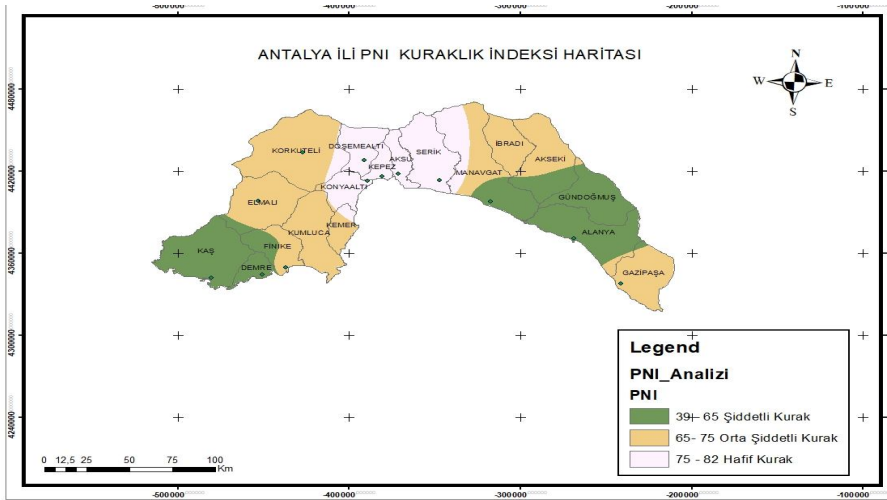 -500000 -400000 -300000 -200000 -100000
ANTALYA İLİ PNI KURAKLIK İNDEKSİ HARİTASI
N
W E
S
4480000
4420000
4360000
4300000
4240000
KORKUTELİ
DÖŞEMEALTI
KEPEZ
AKSU
SERİK
MANAVGAT
İBRADI
AKSEKİ
KONYAALTI
ELMALI
GÜNDOĞMUŞ
KUMLUCA
KEMER
ALANYA
KAŞ
FİNİKE
DEMRE
GAZİPAŞA
Legend
PNI_Analizi
PNI
39- 65 Şiddetli Kurak
65- 75 Orta Şiddetli Kurak
75 - 82 Hafif Kurak
0 12,5 25 50 75 100
Km
-500000 -400000 -300000 -200000 -100000